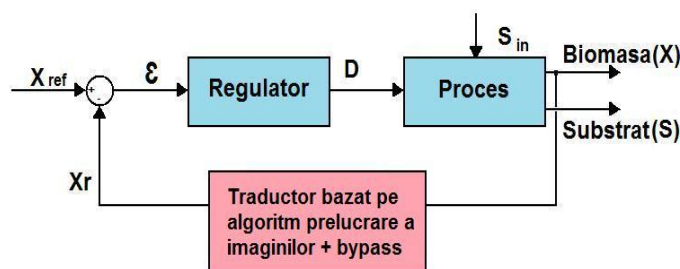 X ref
+
-
ε
Regulator
D
S in
Proces
Biomasa(X)
Substrat(S)
Xr
Traductor bazat pe
algoritm prelucrare a
imaginilor + bypass